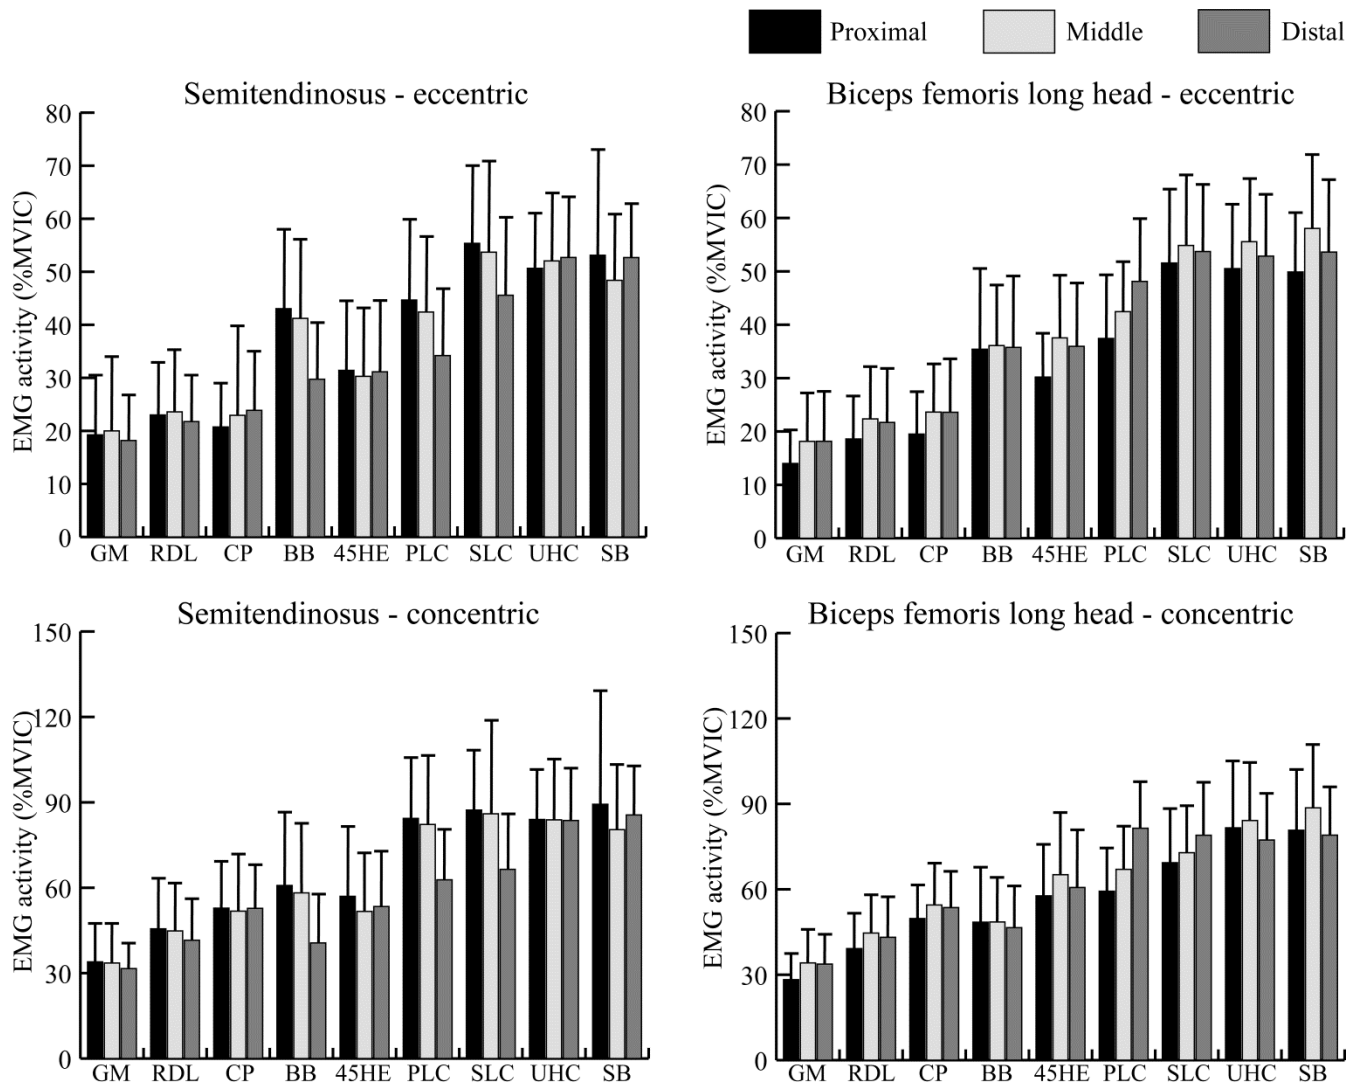 Proximal Middle Distal
Semitendinosus - eccentric
EMG activity (%MVIC)
80
70
60
50
40
30
20
10
0
GM RDL CP BB 45HE PLC SLC UHC SB
Biceps femoris long head - eccentric
EMG activity (%MVIC)
80
70
60
50
40
30
20
10
0
GM RDL CP BB 45HE PLC SLC UHC SB
Semitendinosus - concentric
EMG activity (%MVIC)
150
120
90
60
30
0
GM RDL CP BB 45HE PLC SLC UHC SB
Biceps femoris long head - concentric
EMG activity (%MVIC)
150
120
90
60
30
0
GM RDL CP BB 45HE PLC SLC UHC SB